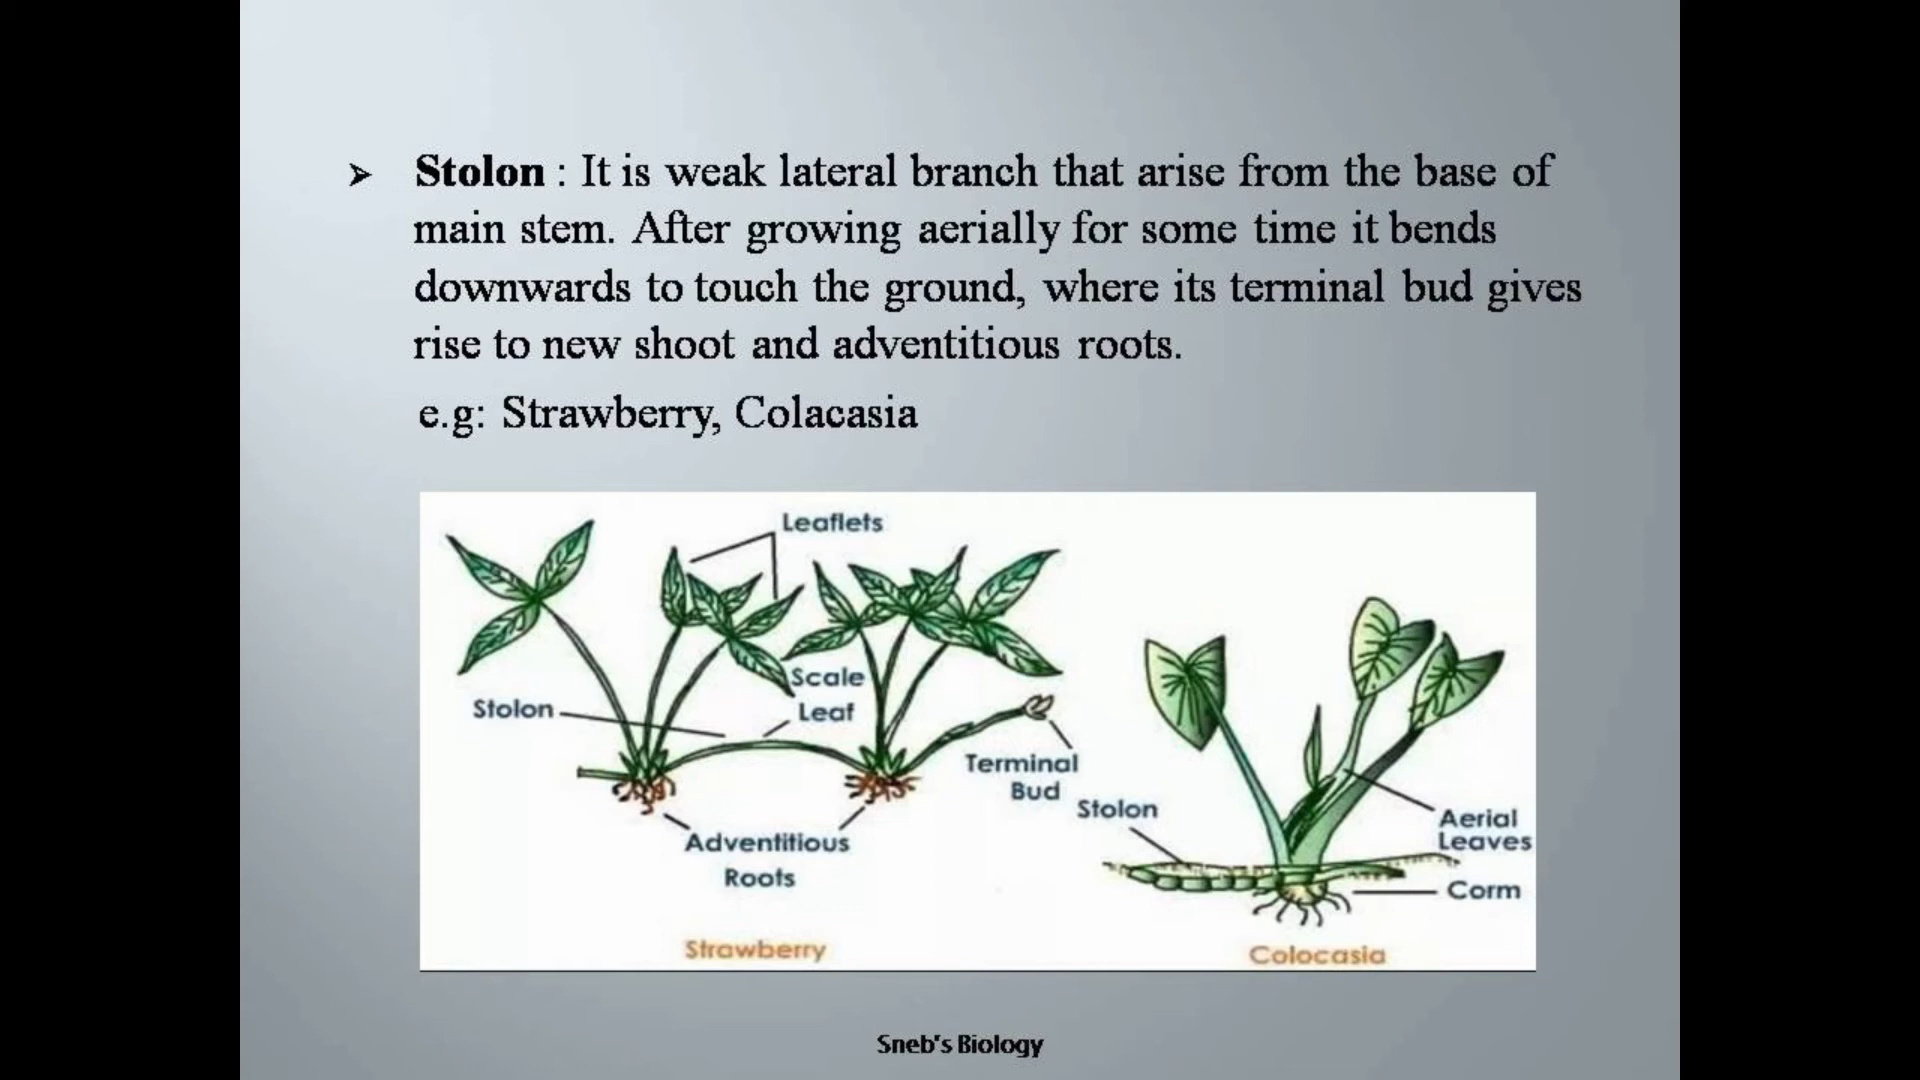 ➢ Stolon : It is weak lateral branch that arise from the base of
main stem. After growing aerially for some time it bends
downwards to touch the ground, where its terminal bud gives
rise to new shoot and adventitious roots.
e.g: Strawberry, Colacasia
Leaflets
Scale
Leaf
Stolon
Terminal
Bud
Adventitious
Roots
Strawberry
Stolon
Aerial
Leaves
Corm
Colocasia
Sneb's Biology